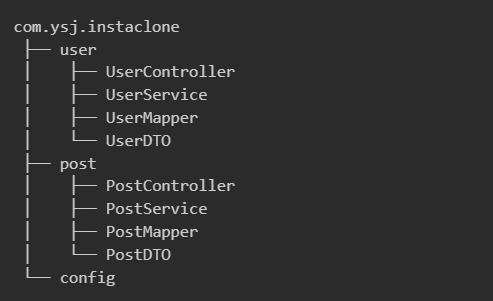 com.ysj.instaclone
├── user
│   ├── UserController
│   ├── UserService
│   ├── UserMapper
│   └── UserDTO
├── post
│   ├── PostController
│   ├── PostService
│   ├── PostMapper
│   └── PostDTO
└── config